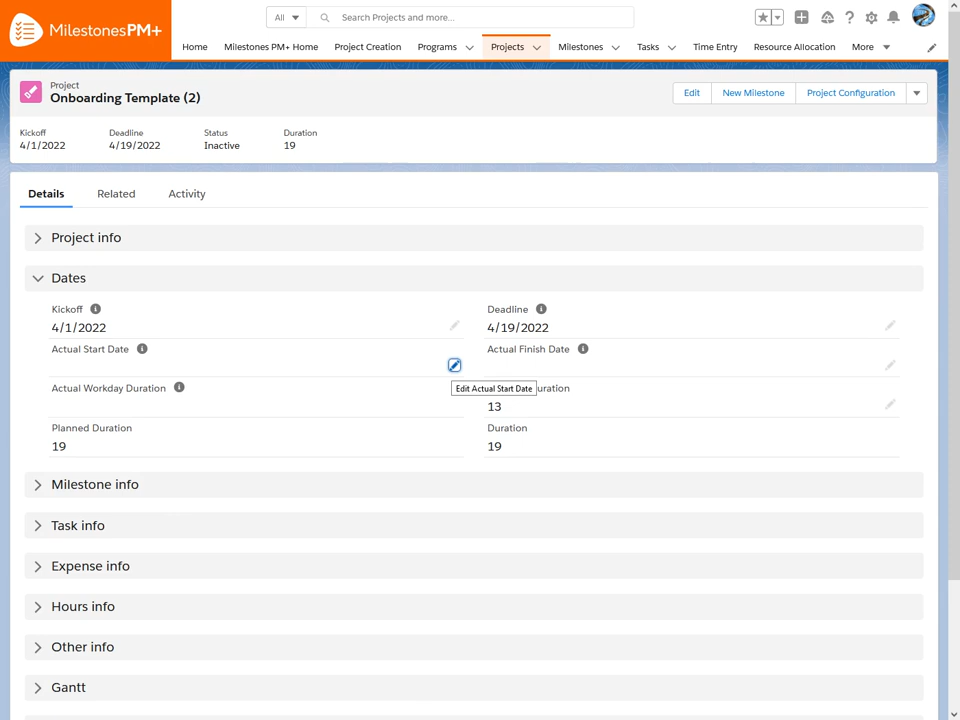 MilestonesPM+
All
Search Projects and more...
Home
Milestones PM+ Home
Project Creation
Programs
Projects
Milestones
Tasks
Time Entry
Resource Allocation
More
Project
Onboarding Template (2)
Edit
New Milestone
Project Configuration
Kickoff
Deadline
Status
Duration
4/1/2022
4/19/2022
Inactive
19
Details
Related
Activity
Project info
Dates
Kickoff
Deadline
4/1/2022
4/19/2022
Actual Start Date
Actual Finish Date
Edit Actual Start Date
Actual Workday Duration
uration
13
Planned Duration
Duration
19
19
Milestone info
Task info
Expense info
Hours info
Other info
Gantt